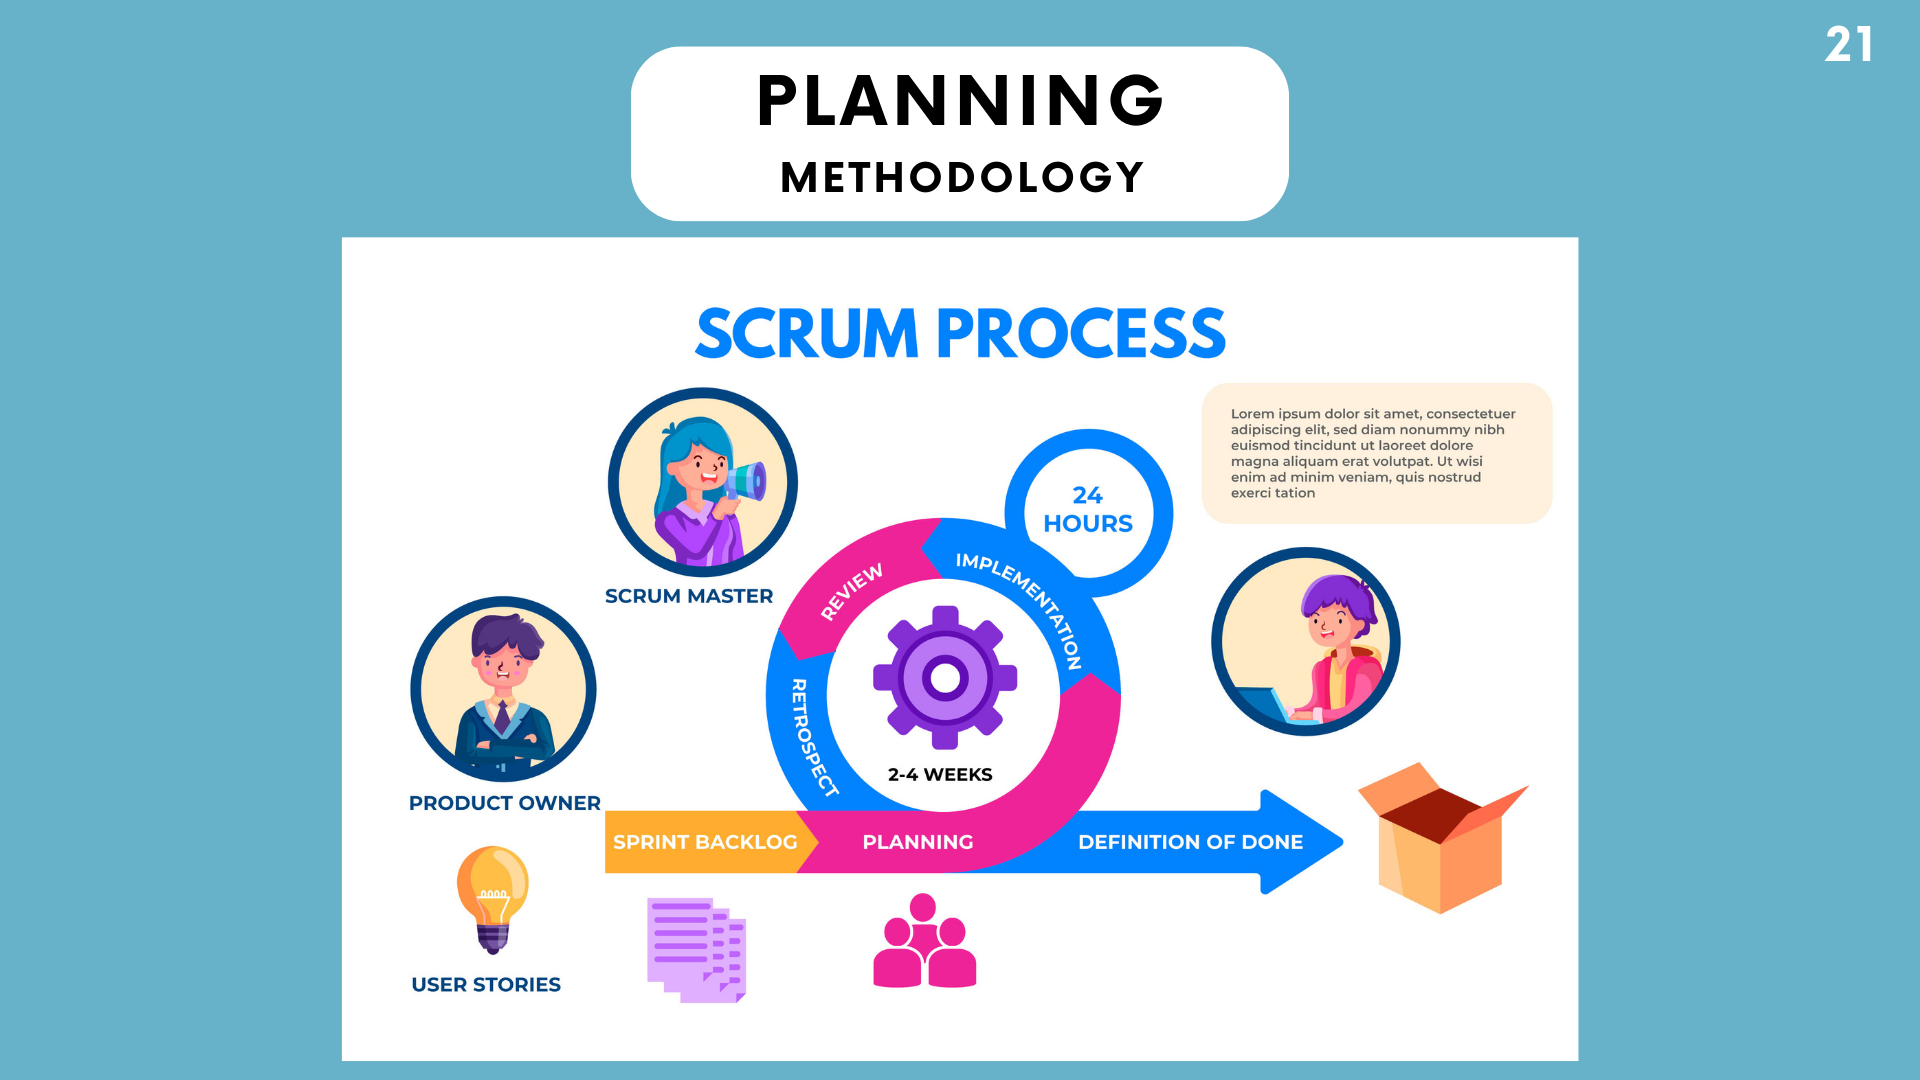 21
PLANNING
METHODOLOGY
SCRUM PROCESS
Lorem ipsum dolor sit amet, consectetuer
adipiscing elit, sed diam nonummy nibh
euismod tincidunt ut laoreet dolore
magna aliquam erat volutpat. Ut wisi
enim ad minim veniam, quis nostrud
exerci tation
24
HOURS
SCRUM MASTER
REVIEW
IMPLEMENTATION
RETROSPECT
2-4 WEEKS
PRODUCT OWNER
SPRINT BACKLOG
PLANNING
DEFINITION OF DONE
USER STORIES